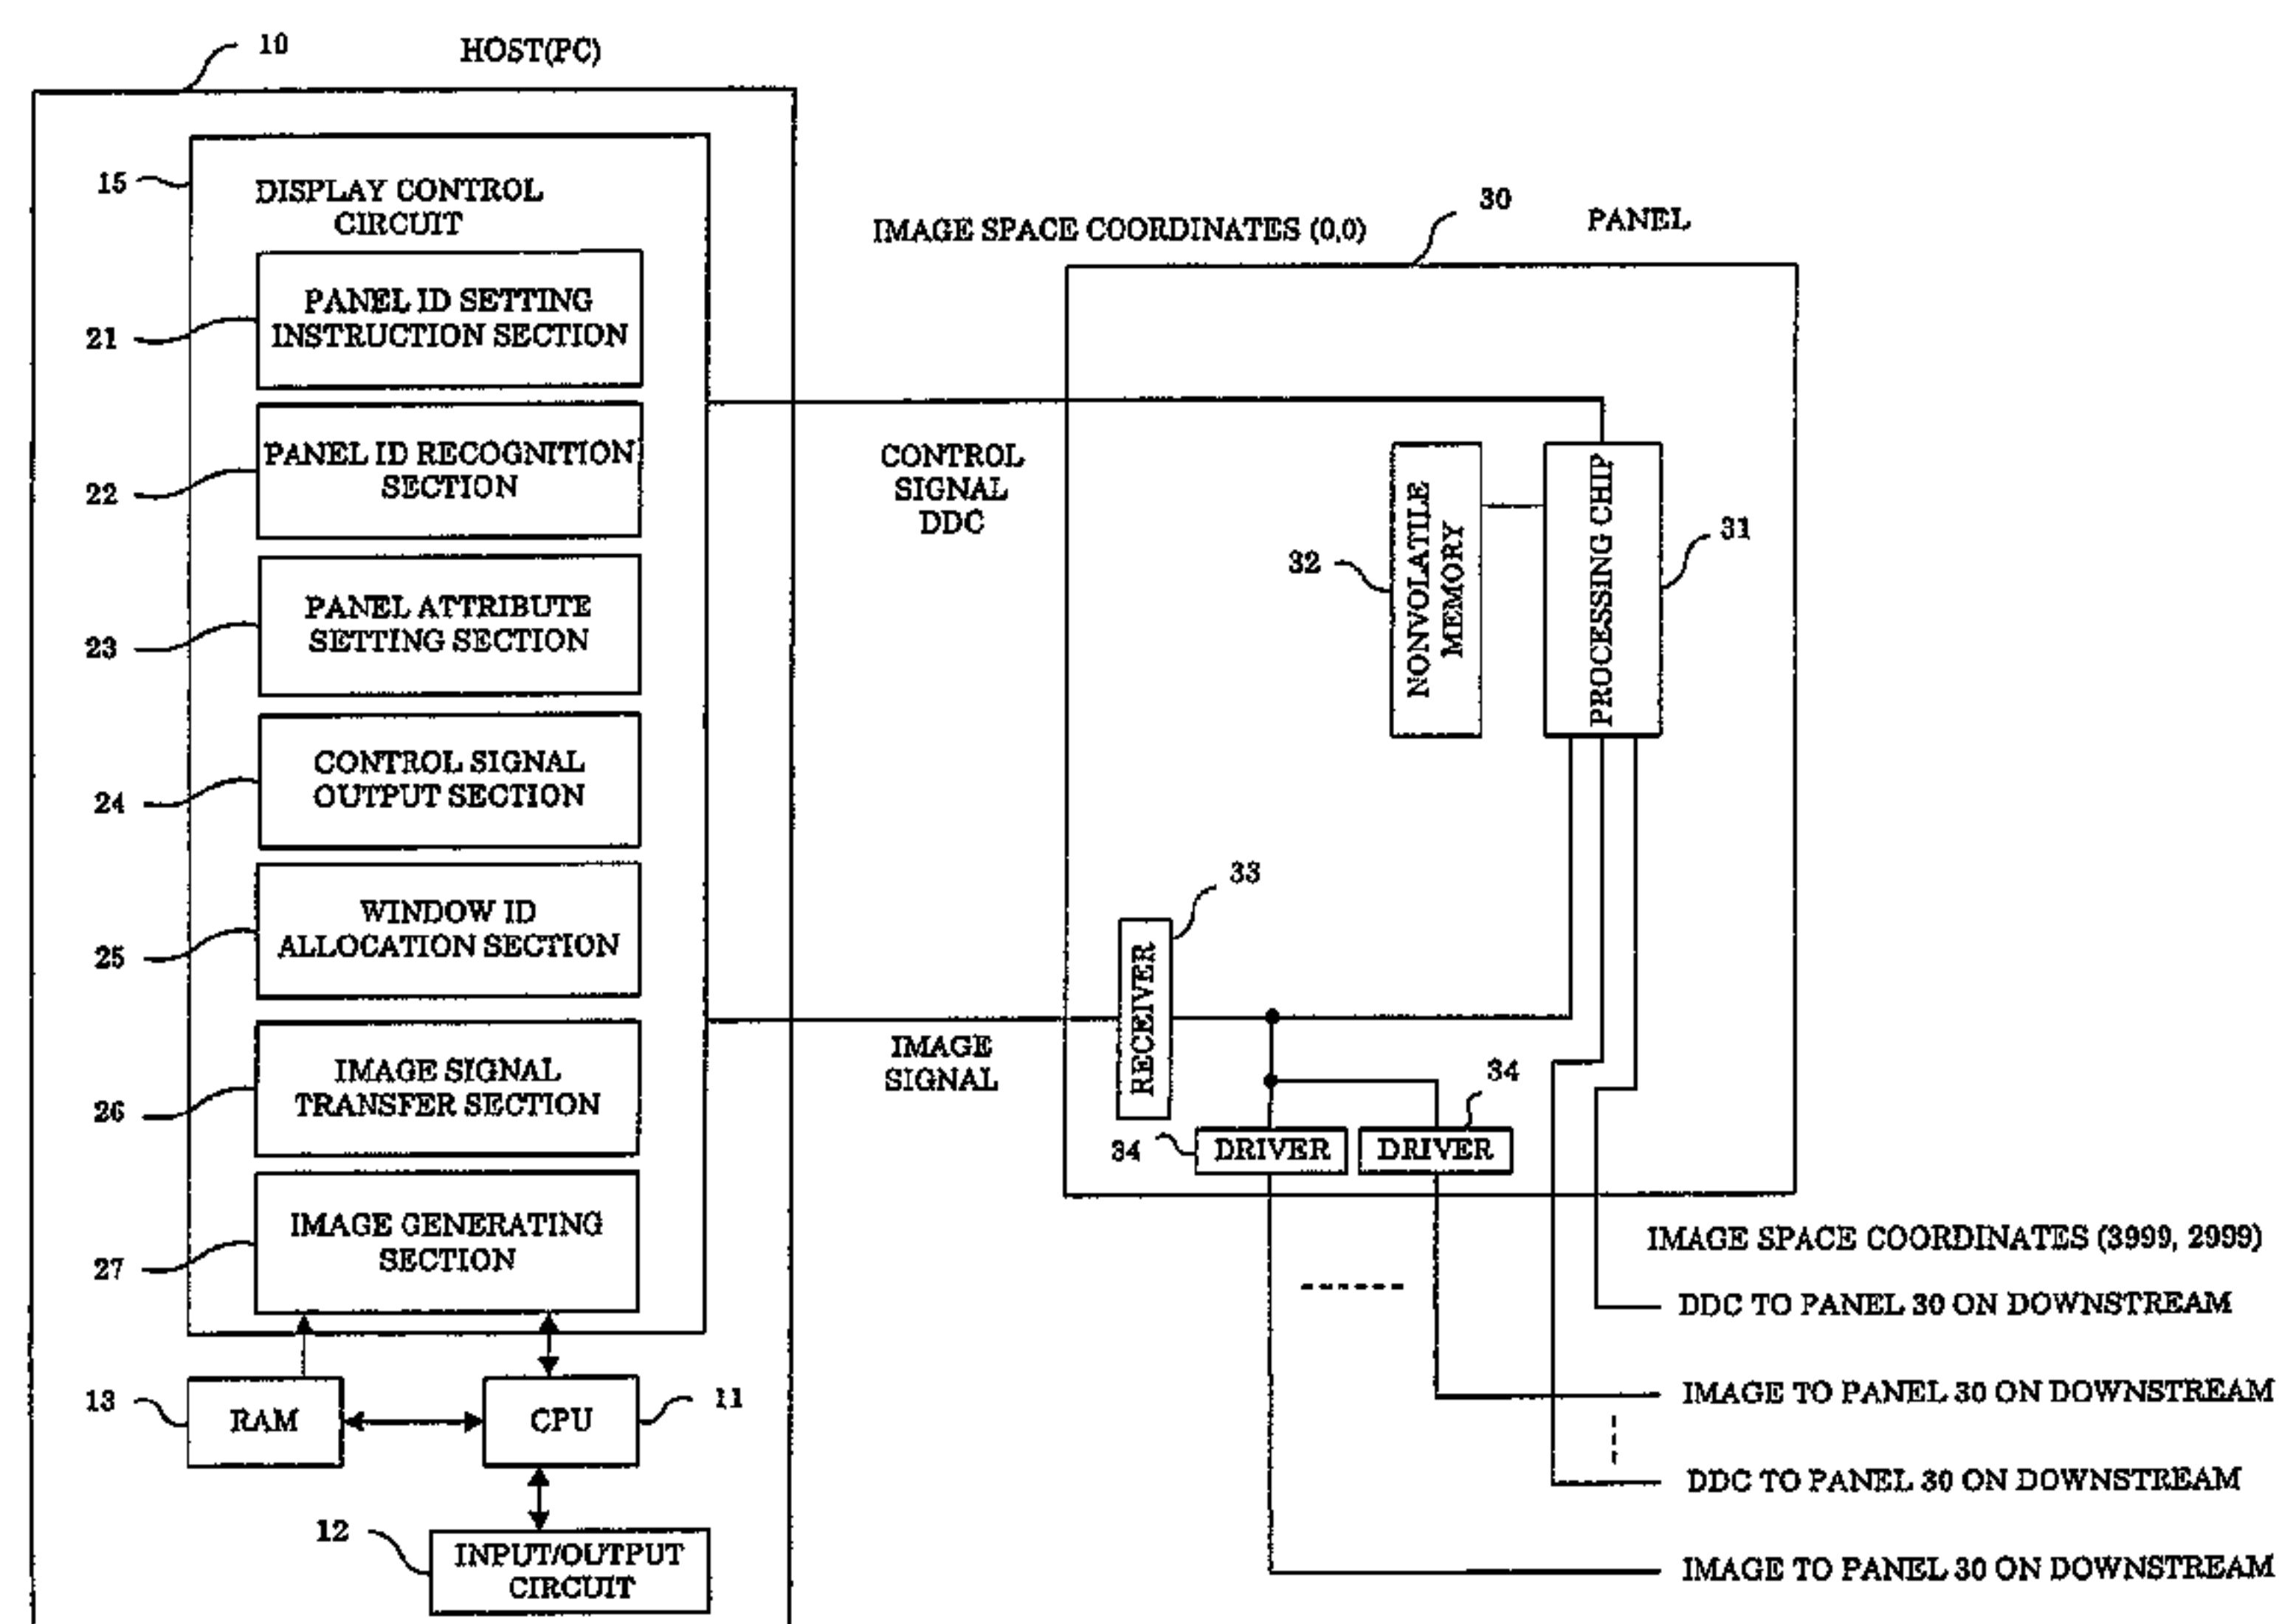 10
HOST(PC)
15
DISPLAY CONTROL
CIRCUIT
PANEL ID SETTING
INSTRUCTION SECTION
21
PANEL ID RECOGNITION
SECTION
22
PANEL ATTRIBUTE
SETTING SECTION
23
CONTROL SIGNAL
OUTPUT SECTION
24
WINDOW ID
ALLOCATION SECTION
25
IMAGE SIGNAL
TRANSFER SECTION
26
IMAGE GENERATING
SECTION
27
13
RAM
CPU
11
12
INPUT/OUTPUT
CIRCUIT
CONTROL
SIGNAL
DDC
IMAGE
SIGNAL
IMAGE SPACE COORDINATES (0,0)
30
PANEL
32
NONVOLATILE
MEMORY
PROCESSING CHIP
31
33
RECEIVER
34
DRIVER
34
DRIVER
IMAGE SPACE COORDINATES (3999, 2999)
DDC TO PANEL 30 ON DOWNSTREAM
IMAGE TO PANEL 30 ON DOWNSTREAM
DDC TO PANEL 30 ON DOWNSTREAM
IMAGE TO PANEL 30 ON DOWNSTREAM